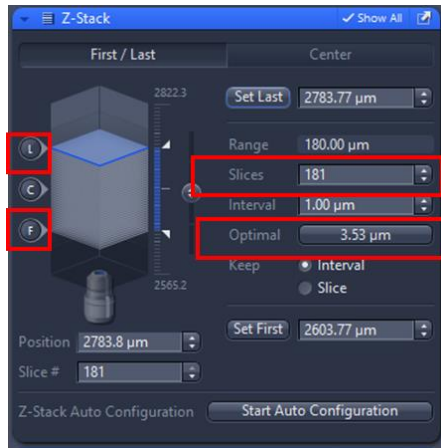 Z-Stack ✓ Show All
First / Last Center
2822.3
Set Last 2783.77 µm
L
Range 180.00 µm
Slices 181
C
Interval 1.00 µm
F
Optimal 3.53 µm
Keep Interval
Slice
2565.2
Set First 2603.77 µm
Position 2783.8 µm
Slice # 181
Z-Stack Auto Configuration Start Auto Configuration